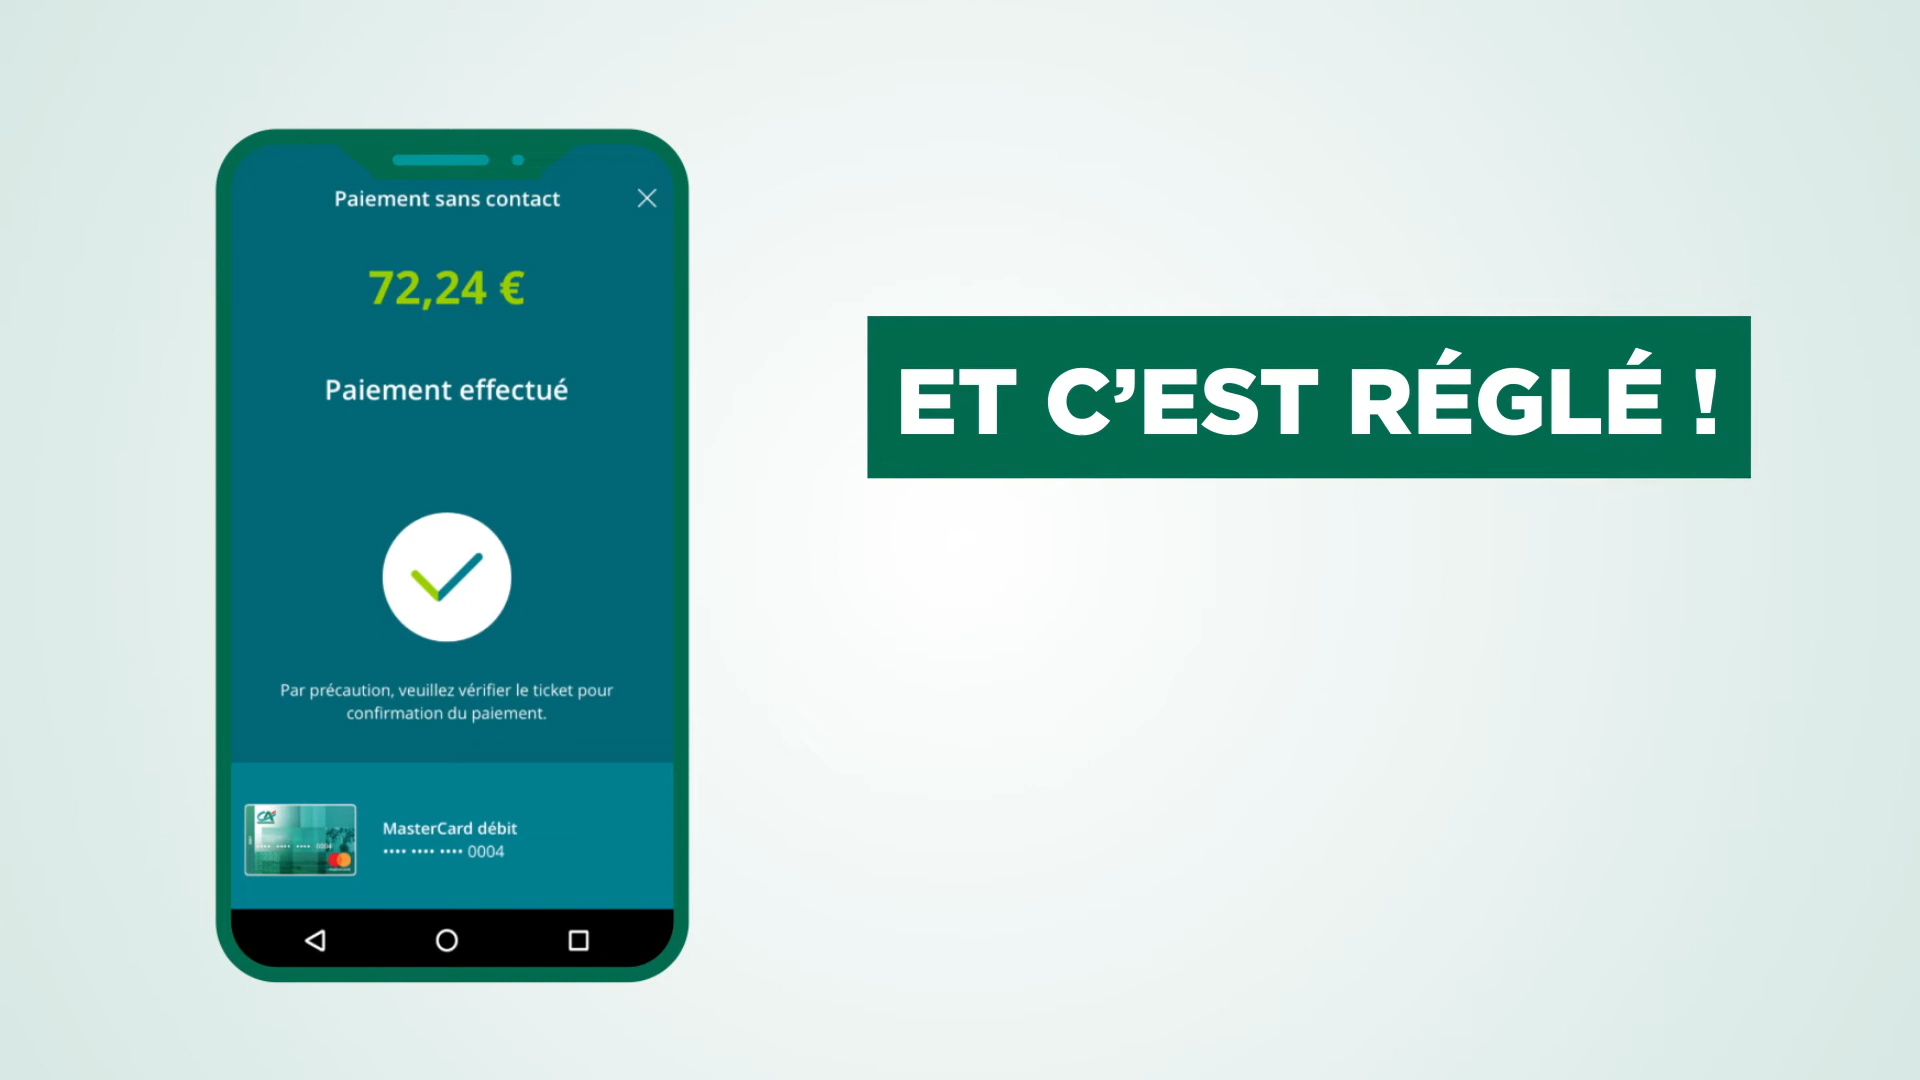 Paiement sans contact
72,24 €
Paiement effectué
Par précaution, veuillez vérifier le ticket pour
confirmation du paiement.
CA
MasterCard débit
•••• •••• •••• 0004
ET C’EST RÉGLÉ !